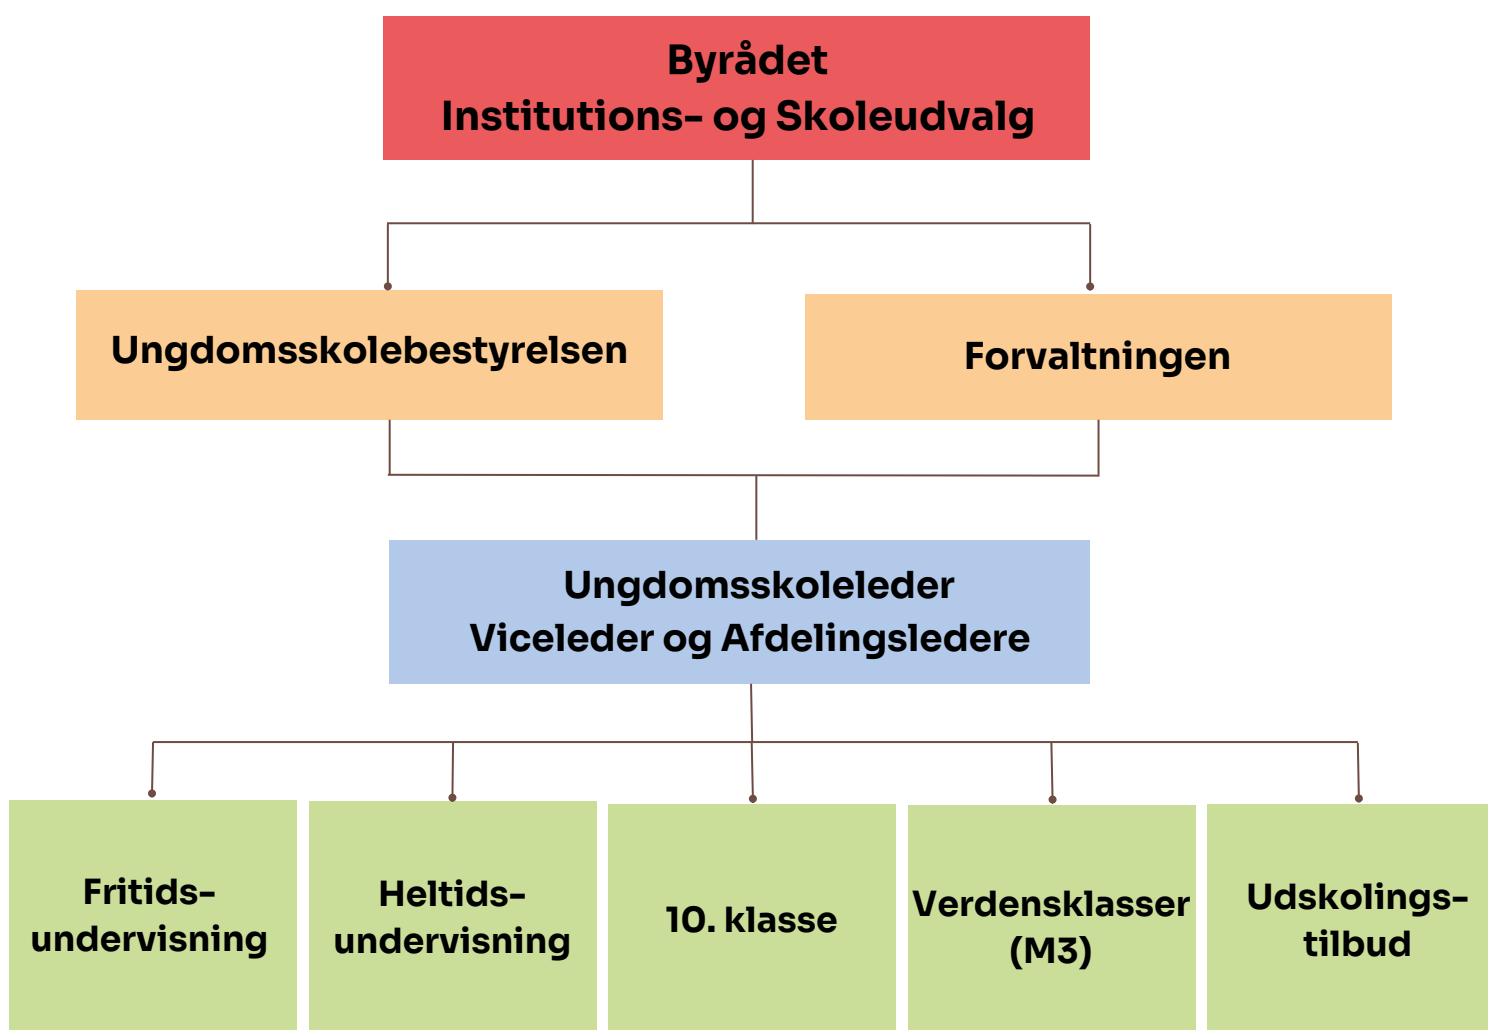 Byrådet
Institutions- og Skoleudvalg
Ungdomsskolebestyrelsen
Forvaltningen
Ungdomsskoleleder
Viceleder og Afdelingsledere
Fritids-
undervisning
Heltids-
undervisning
10. klasse
Verdensklasser
(M3)
Udskolings-
tilbud